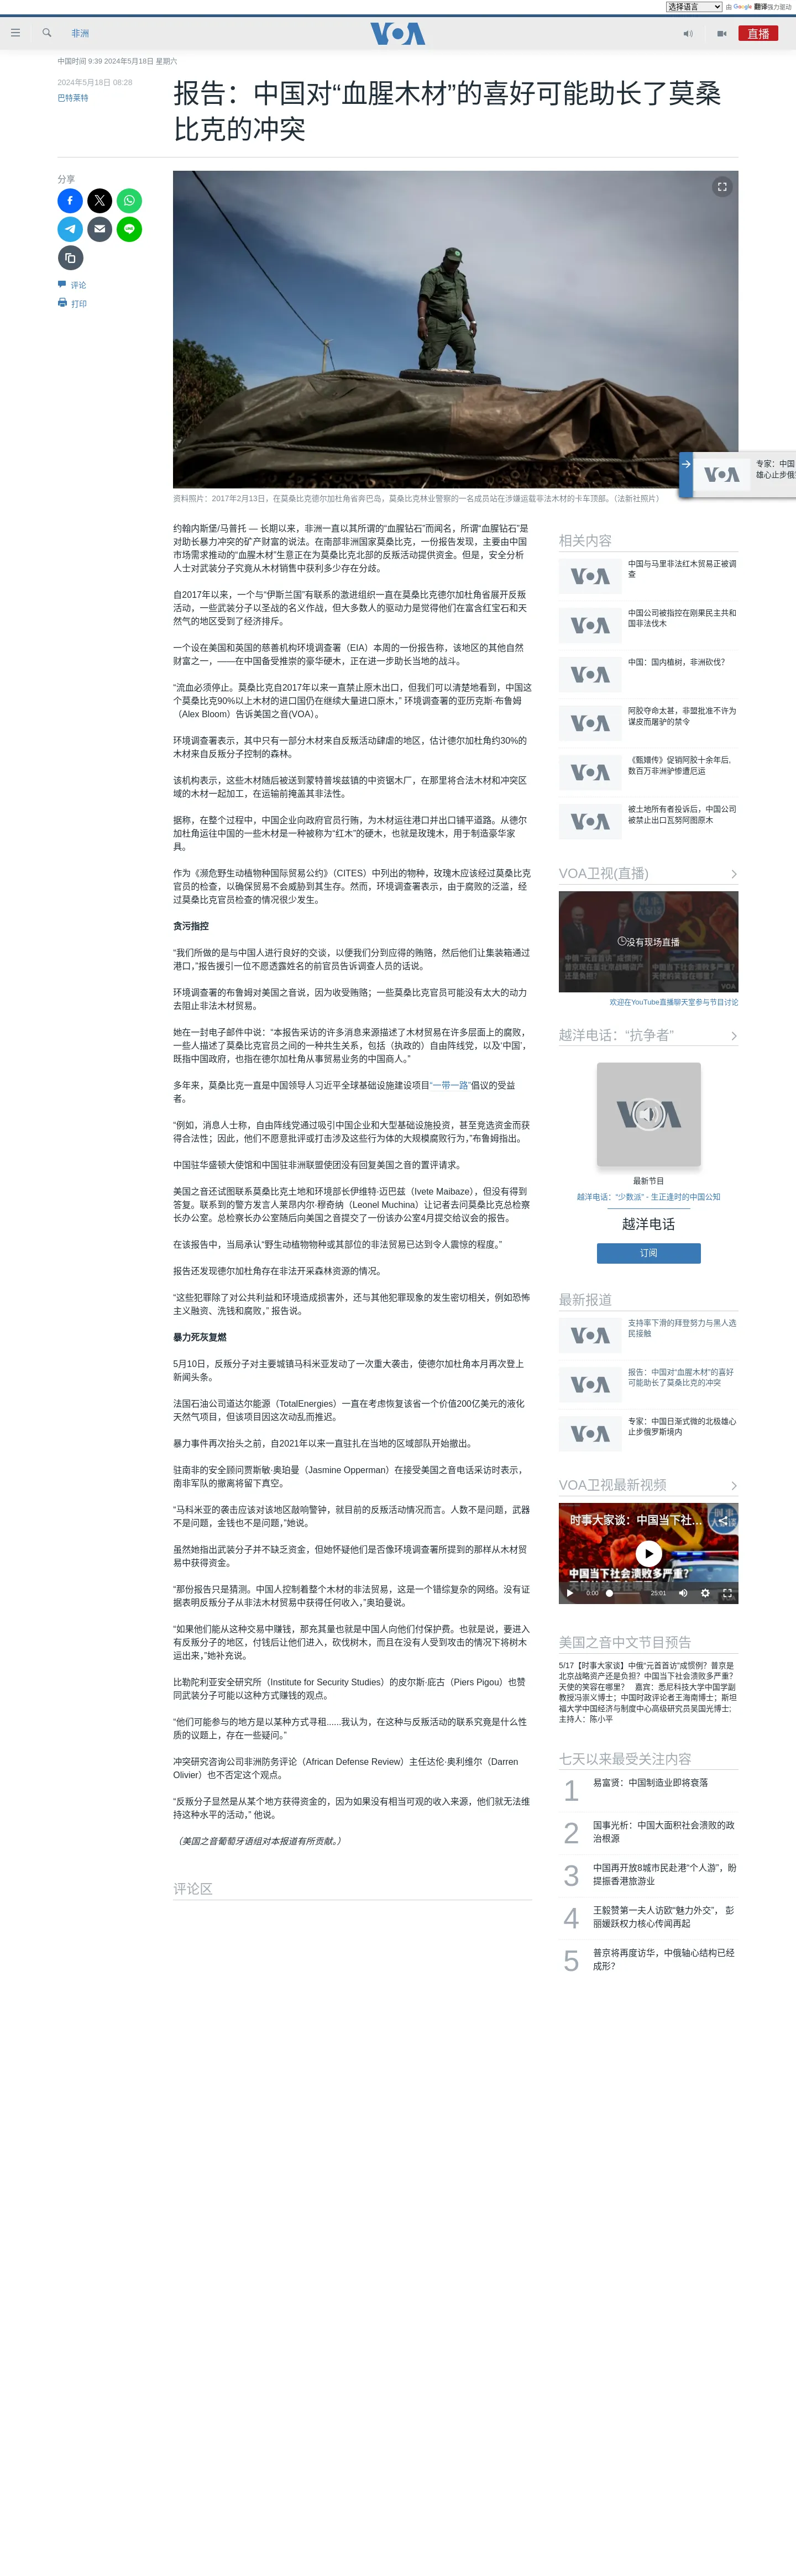 选择语言
由 Google 翻译强力驱动
非洲
VOA
直播
中国时间 9:39 2024年5月18日 星期六
2024年5月18日 08:28
巴特莱特
报告：中国对“血腥木材”的喜好可能助长了莫桑
比克的冲突
分享
评论
打印
资料照片：2017年2月13日，在莫桑比克德尔加杜角省奔巴岛，莫桑比克林业警察的一名成员站在涉嫌运载非法木材的卡车顶部。（法新社照片）
VOA
专家：中国
雄心止步俄
约翰内斯堡/马普托 — 长期以来，非洲一直以其所谓的“血腥钻石”而闻名，所谓“血腥钻石”是
对助长暴力冲突的矿产财富的说法。在南部非洲国家莫桑比克，一份报告发现，主要由中国
市场需求推动的“血腥木材”生意正在为莫桑比克北部的反叛活动提供资金。但是，安全分析
人士对武装分子究竟从木材销售中获利多少存在分歧。
自2017年以来，一个与“伊斯兰国”有联系的激进组织一直在莫桑比克德尔加杜角省展开反叛
活动，一些武装分子以圣战的名义作战，但大多数人的驱动力是觉得他们在富含红宝石和天
然气的地区受到了经济排斥。
一个设在美国和英国的慈善机构环境调查署（EIA）本周的一份报告称，该地区的其他自然
财富之一，——在中国备受推崇的豪华硬木，正在进一步助长当地的战斗。
“流血必须停止。莫桑比克自2017年以来一直禁止原木出口，但我们可以清楚地看到，中国这
个莫桑比克90%以上木材的进口国仍在继续大量进口原木，” 环境调查署的亚历克斯·布鲁姆
（Alex Bloom）告诉美国之音(VOA)。
环境调查署表示，其中只有一部分木材来自反叛活动肆虐的地区，估计德尔加杜角约30%的
木材来自反叛分子控制的森林。
该机构表示，这些木材随后被送到蒙特普埃兹镇的中资锯木厂，在那里将合法木材和冲突区
域的木材一起加工，在运输前掩盖其非法性。
据称，在整个过程中，中国企业向政府官员行贿，为木材运往港口并出口铺平道路。从德尔
加杜角运往中国的一些木材是一种被称为“红木”的硬木，也就是玫瑰木，用于制造豪华家
具。
作为《濒危野生动植物种国际贸易公约》（CITES）中列出的物种，玫瑰木应该经过莫桑比克
官员的检查，以确保贸易不会威胁到其生存。然而，环境调查署表示，由于腐败的泛滥，经
过莫桑比克官员检查的情况很少发生。
贪污指控
“我们所做的是与中国人进行良好的交谈，以便我们分到应得的贿赂，然后他们让集装箱通过
港口，”报告援引一位不愿透露姓名的前官员告诉调查人员的话说。
环境调查署的布鲁姆对美国之音说，因为收受贿赂；一些莫桑比克官员可能没有太大的动力
去阻止非法木材贸易。
她在一封电子邮件中说：“本报告采访的许多消息来源描述了木材贸易在许多层面上的腐败，
一些人描述了莫桑比克官员之间的一种共生关系，包括（执政的）自由阵线党，以及‘中国’，
既指中国政府，也指在德尔加杜角从事贸易业务的中国商人。”
多年来，莫桑比克一直是中国领导人习近平全球基础设施建设项目“一带一路”倡议的受益
者。
“例如，消息人士称，自由阵线党通过吸引中国企业和大型基础设施投资，甚至竞选资金而获
得合法性；因此，他们不愿意批评或打击涉及这些行为体的大规模腐败行为，”布鲁姆指出。
中国驻华盛顿大使馆和中国驻非洲联盟使团没有回复美国之音的置评请求。
美国之音还试图联系莫桑比克土地和环境部长伊维特·迈巴兹（Ivete Maibaze），但没有得到
答复。联系到的警方发言人莱昂内尔·穆奇纳（Leonel Muchina）让记者去问莫桑比克总检察
长办公室。总检察长办公室随后向美国之音提交了一份该办公室4月提交给议会的报告。
在该报告中，当局承认“野生动植物物种或其部位的非法贸易已达到令人震惊的程度。”
报告还发现德尔加杜角存在非法开采森林资源的情况。
“这些犯罪除了对公共利益和环境造成损害外，还与其他犯罪现象的发生密切相关，例如恐怖
主义融资、洗钱和腐败，” 报告说。
暴力死灰复燃
5月10日，反叛分子对主要城镇马科米亚发动了一次重大袭击，使德尔加杜角本月再次登上
新闻头条。
法国石油公司道达尔能源（TotalEnergies）一直在考虑恢复该省一个价值200亿美元的液化
天然气项目，但该项目因这次动乱而推迟。
暴力事件再次抬头之前，自2021年以来一直驻扎在当地的区域部队开始撤出。
驻南非的安全顾问贾斯敏·奥珀曼（Jasmine Opperman）在接受美国之音电话采访时表示，
南非军队的撤离将留下真空。
“马科米亚的袭击应该对该地区敲响警钟，就目前的反叛活动情况而言。人数不是问题，武器
不是问题，金钱也不是问题，”她说。
虽然她指出武装分子并不缺乏资金，但她怀疑他们是否像环境调查署所提到的那样从木材贸
易中获得资金。
“那份报告只是猜测。中国人控制着整个木材的非法贸易，这是一个错综复杂的网络。没有证
据表明反叛分子从非法木材贸易中获得任何收入，”奥珀曼说。
“如果他们能从这种交易中赚钱，那充其量也就是中国人向他们付保护费。也就是说，要进入
有反叛分子的地区，付钱后让他们进入，砍伐树木，而且在没有人受到攻击的情况下将树木
运出来，”她补充说。
比勒陀利亚安全研究所（Institute for Security Studies）的皮尔斯·庇古（Piers Pigou）也赞
同武装分子可能以这种方式赚钱的观点。
“他们可能参与的地方是以某种方式寻租......我认为，在这种与反叛活动的联系究竟是什么性
质的议题上，存在一些疑问。”
冲突研究咨询公司非洲防务评论（African Defense Review）主任达伦·奥利维尔（Darren
Olivier）也不否定这个观点。
“反叛分子显然是从某个地方获得资金的，因为如果没有相当可观的收入来源，他们就无法维
持这种水平的活动，” 他说。
（美国之音葡萄牙语组对本报道有所贡献。）
评论区
相关内容
VOA
中国与马里非法红木贸易正被调
查
VOA
中国公司被指控在刚果民主共和
国非法伐木
VOA
中国：国内植树，非洲砍伐？
VOA
阿胶夺命太甚，非盟批准不许为
谋皮而屠驴的禁令
VOA
《甄嬛传》促销阿胶十余年后,
数百万非洲驴惨遭厄运
VOA
被土地所有者投诉后，中国公司
被禁止出口瓦努阿图原木
VOA卫视(直播)
没有现场直播
欢迎在YouTube直播聊天室参与节目讨论
越洋电话：“抗争者”
VOA
最新节目
越洋电话：“少数派” - 生正逢时的中国公知
越洋电话
订阅
最新报道
VOA
支持率下滑的拜登努力与黑人选
民接触
VOA
报告：中国对“血腥木材”的喜好
可能助长了莫桑比克的冲突
VOA
专家：中国日渐式微的北极雄心
止步俄罗斯境内
VOA卫视最新视频
时事大家谈：中国当下社...
中国当下社会溃败多严重？
0:00
25:01
美国之音中文节目预告
5/17【时事大家谈】中俄“元首首访”成惯例？普京是
北京战略资产还是负担？中国当下社会溃败多严重？
天使的笑容在哪里？ 嘉宾：悉尼科技大学中国学副
教授冯崇义博士；中国时政评论者王海南博士；斯坦
福大学中国经济与制度中心高级研究员吴国光博士;
主持人：陈小平
七天以来最受关注内容
1
易富贤：中国制造业即将衰落
2
国事光析：中国大面积社会溃败的政
治根源
3
中国再开放8城市民赴港“个人游”，盼
提振香港旅游业
4
王毅赞第一夫人访欧“魅力外交”， 彭
丽媛跃权力核心传闻再起
5
普京将再度访华，中俄轴心结构已经
成形？